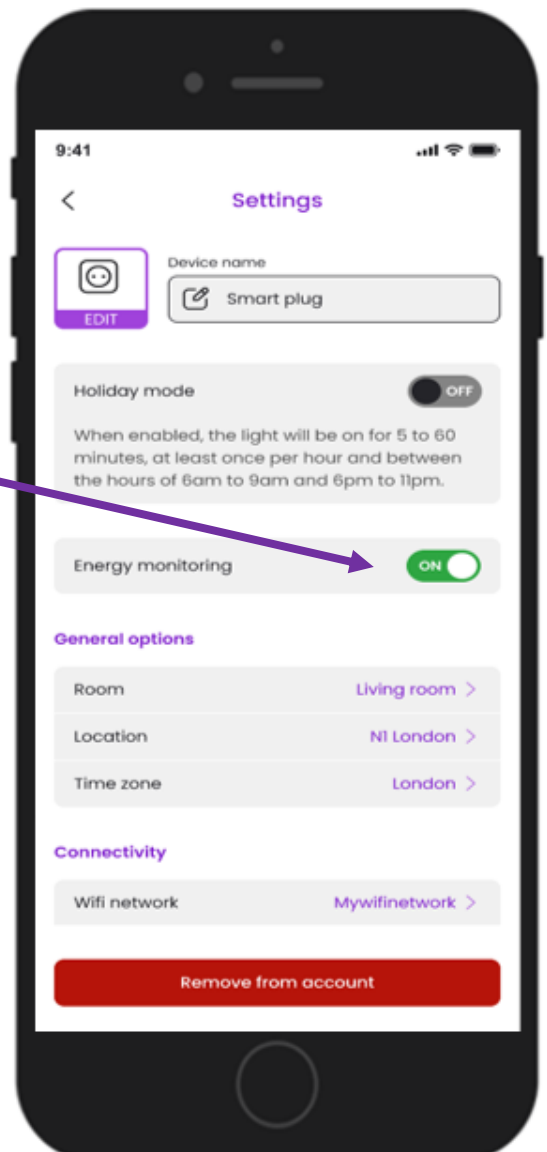 9:41
Settings
Device name
Smart plug
EDIT
Holiday mode
OFF
When enabled, the light will be on for 5 to 60
minutes, at least once per hour and between
the hours of 6am to 9am and 6pm to 11pm.
Energy monitoring
ON
General options
Room
Living room >
Location
N1 London >
Time zone
London >
Connectivity
Wifi network
Mywifinetwork >
Remove from account